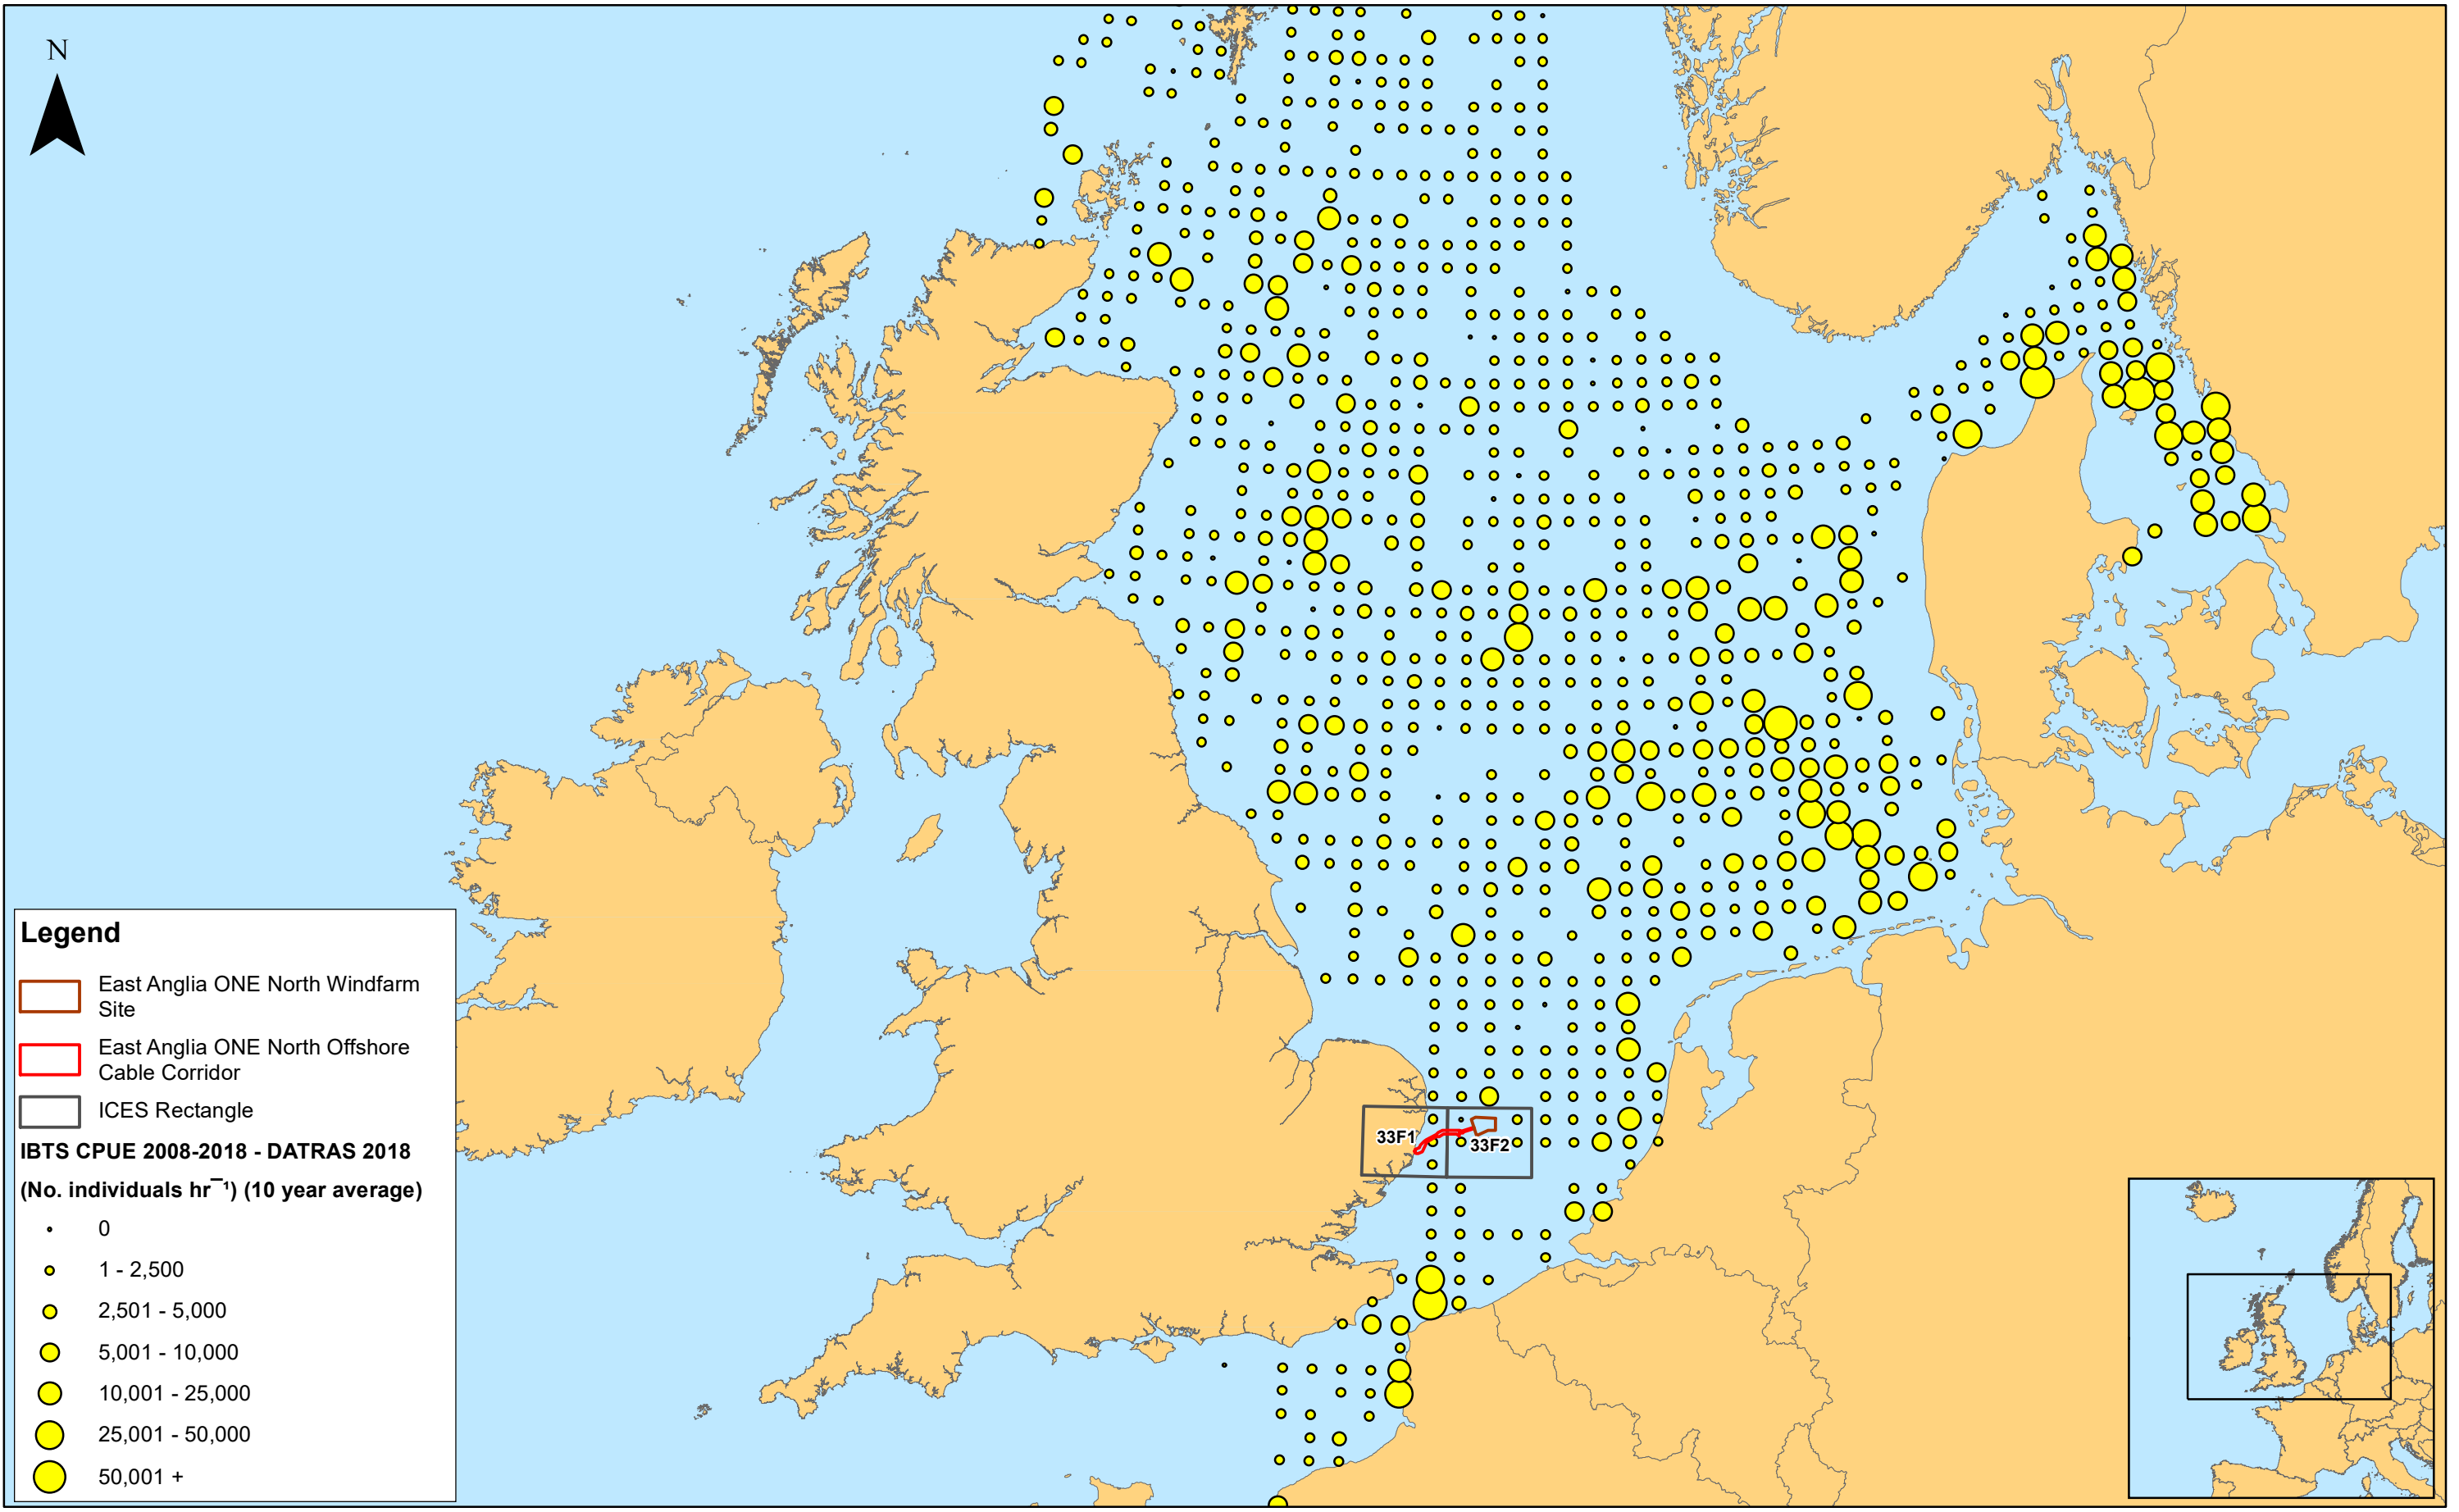 N
33F1
33F2
Legend
East Anglia ONE North Windfarm
Site
East Anglia ONE North Offshore
Cable Corridor
ICES Rectangle
IBTS CPUE 2008-2018 - DATRAS 2018
(No. individuals hr¯¹) (10 year average)
0
1 - 2,500
2,501 - 5,000
5,001 - 10,000
10,001 - 25,000
25,001 - 50,000
50,001 +